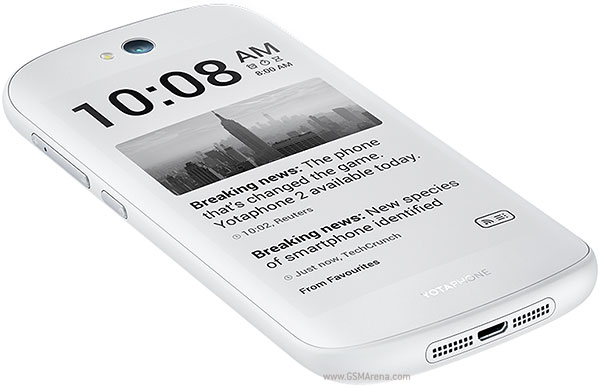 10:08 AM
8:00 AM
Breaking news: The phone
that's changed the game.
Yotaphone 2 available today.
10:02, Reuters
Breaking news: New species
of smartphone identified
Just now, TechCrunch
From Favourites
YOTAPHONE
www.GSMArena.com